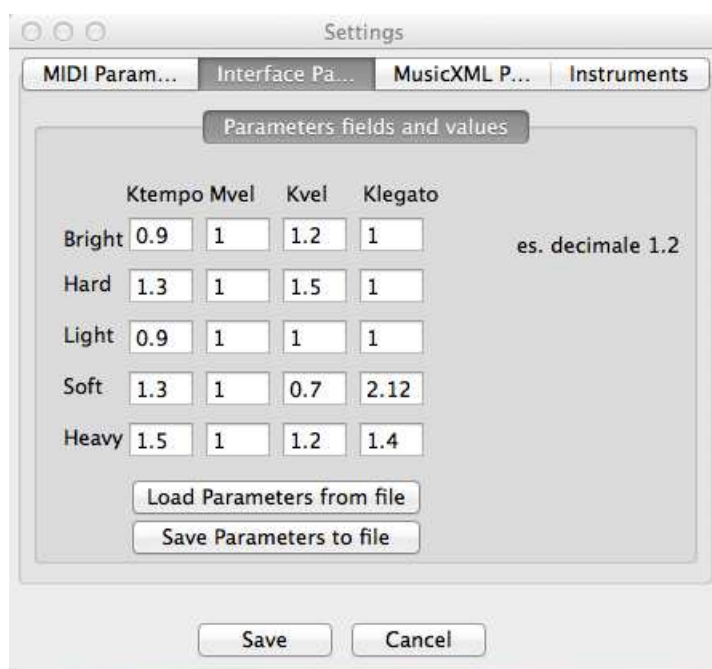 Settings
MIDI Param... Interface Pa... MusicXML P... Instruments
Parameters fields and values
Ktempo Mvel Kvel Klegato
Bright 0.9 1 1.2 1 es. decimale 1.2
Hard 1.3 1 1.5 1
Light 0.9 1 1 1
Soft 1.3 1 0.7 2.12
Heavy 1.5 1 1.2 1.4
Load Parameters from file
Save Parameters to file
Save Cancel